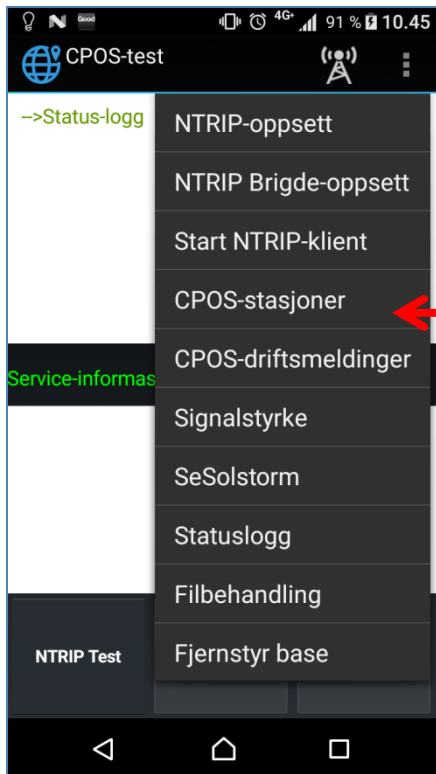 Good 4G+ 91 % 10.45
CPOS-test
-->Status-logg
NTRIP-oppsett
NTRIP Brigde-oppsett
Start NTRIP-klient
CPOS-stasjoner
CPOS-driftsmeldinger
Service-informas
Signalstyrke
SeSolstorm
Statuslogg
Filbehandling
Fjernstyr base
NTRIP Test